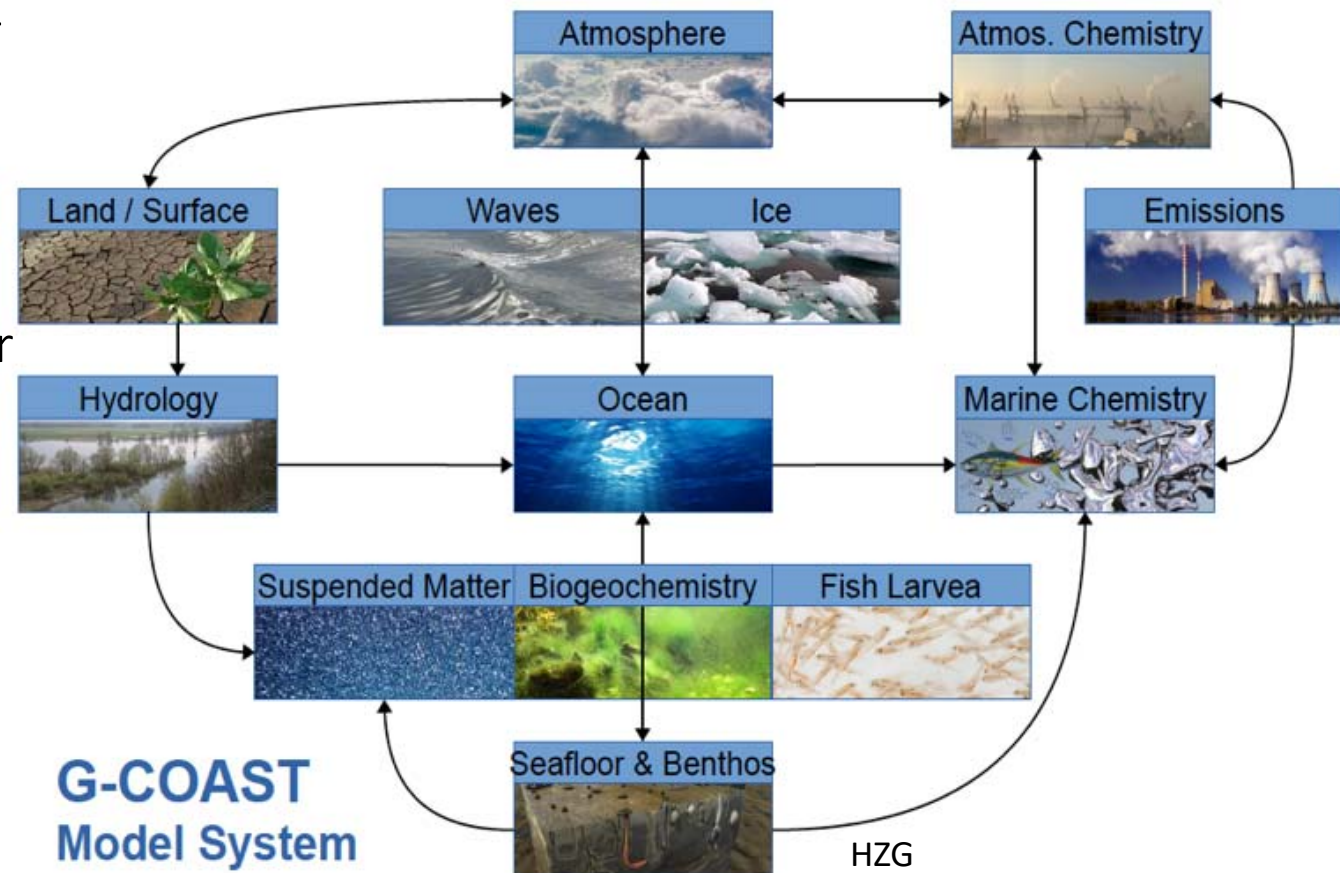 Atmosphere
Atmos. Chemistry
Land / Surface
Waves
Ice
Emissions
r
Hydrology
Ocean
Marine Chemistry
Suspended Matter
Biogeochemistry
Fish Larvea
Seafloor & Benthos
G-COAST
Model System
HZG